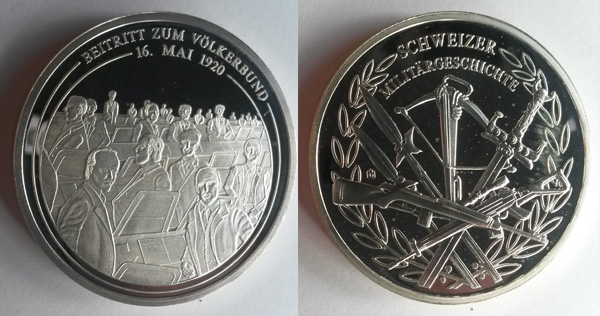 BEITRITT ZUM VÖLKERBUND
16. MAI 1920
SCHWEIZER
MILITÄRGESCHICHTE